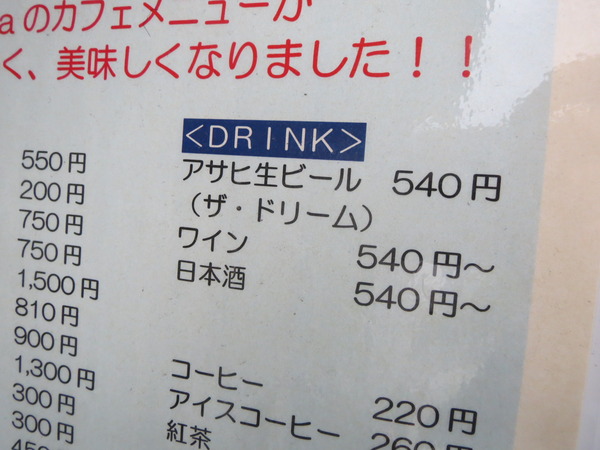 aのカフェメニューが
く、美味しくなりました！！
<DRINK>
550円
200円
750円
750円
1,500円
810円
900円
1,300円
300円
300円
アサヒ生ビール 540円
（ザ・ドリーム）
ワイン 540円～
日本酒 540円～
コーヒー 220円
アイスコーヒー 260円
紅茶